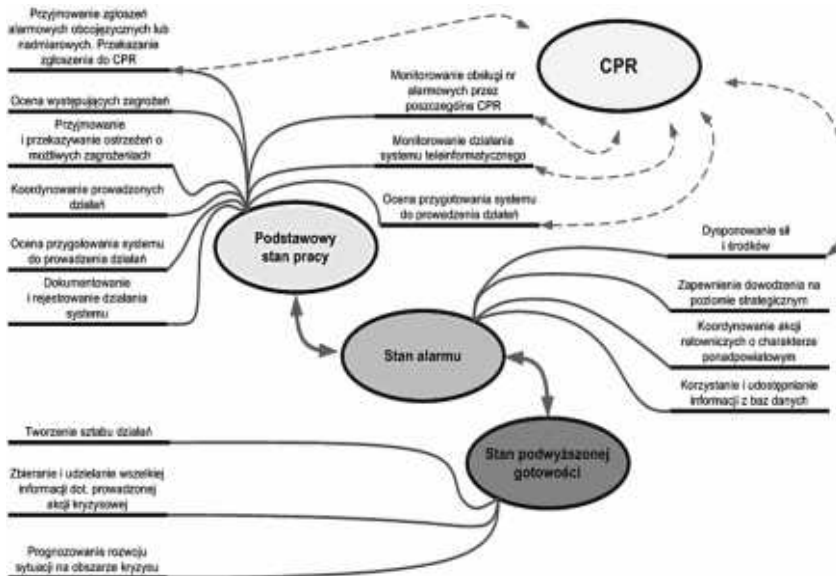 Przyjmowanie zgłoszeń
alarmowych obcojęzycznych lub
nadmiarowych. Przekazanie
zgłoszenia do CPR
Ocena występujących zagrożeń
Przyjmowanie
i przekazywanie ostrzeżeń o
możliwych zagrożeniach
Koordynowanie prowadzonych
działań
Ocena przygotowania systemu
do prowadzenia działań
Dokumentowanie
i rejestrowanie działania
systemu
CPR
Monitorowanie obsługi nr
alarmowych przez
poszczególne CPR
Monitorowanie działania
systemu teleinformatycznego
Ocena przygotowania systemu
do prowadzenia działań
Podstawowy
stan pracy
Dysponowanie sił
i środków
Zapewnienie dowodzenia na
poziomie strategicznym
Koordynowanie akcji
ratowniczych o charakterze
ponadpowiatowym
Korzystanie i udostępnianie
informacji z baz danych
Stan alarmu
Stan podwyższonej
gotowości
Tworzenie sztabu działań
Zbieranie i udzielanie wszelkiej
informacji dot. prowadzonej
akcji kryzysowej
Prognozowanie rozwoju
sytuacji na obszarze kryzysu